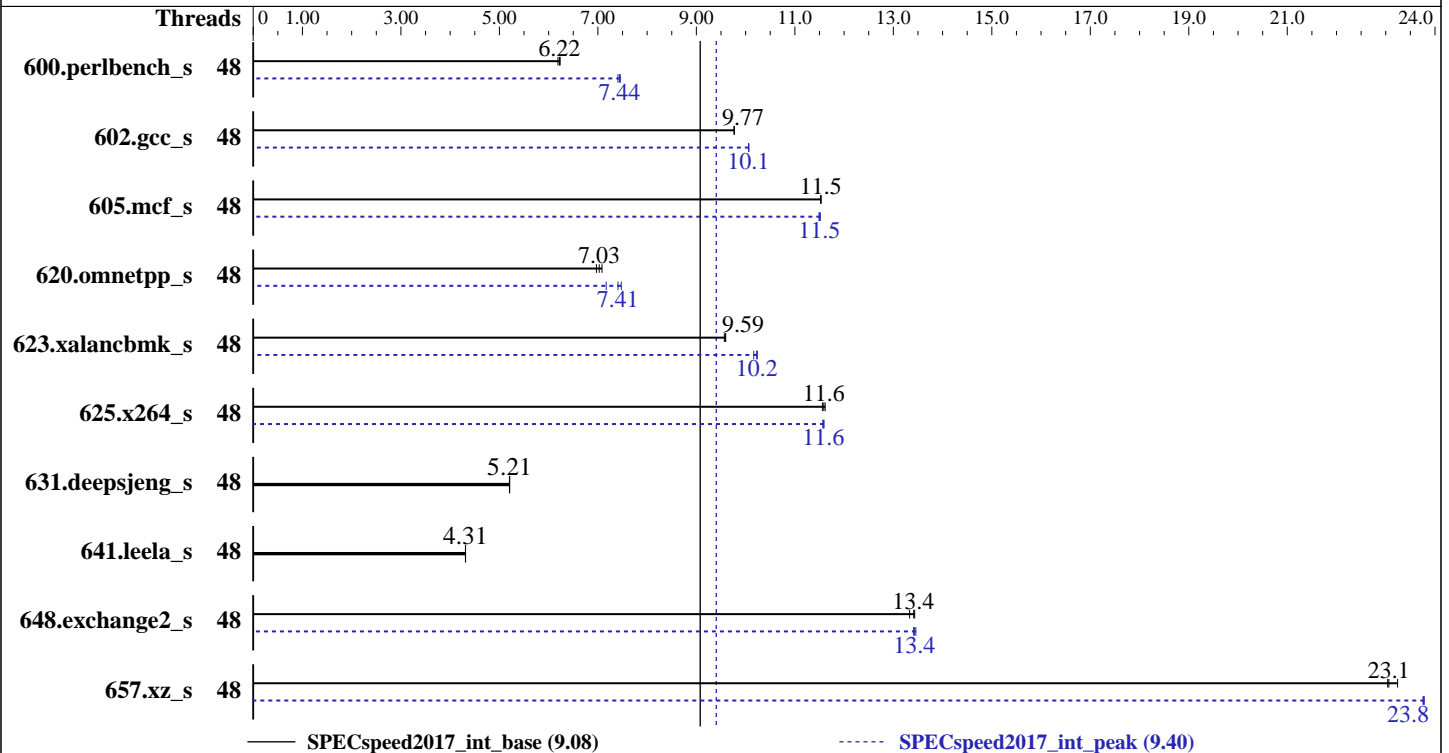 Threads 0 1.00 3.00 5.00 7.00 9.00 11.0 13.0 15.0 17.0 19.0 21.0 24.0
6.22
600.perlbench_s 48
7.44
9.77
602.gcc_s 48
10.1
11.5
605.mcf_s 48
11.5
7.03
620.omnetpp_s 48
7.41
9.59
623.xalancbmk_s 48
10.2
11.6
625.x264_s 48
11.6
5.21
631.deepsjeng_s 48
4.31
641.leela_s 48
13.4
648.exchange2_s 48
13.4
23.1
657.xz_s 48
23.8
SPECspeed2017_int_base (9.08) SPECspeed2017_int_peak (9.40)